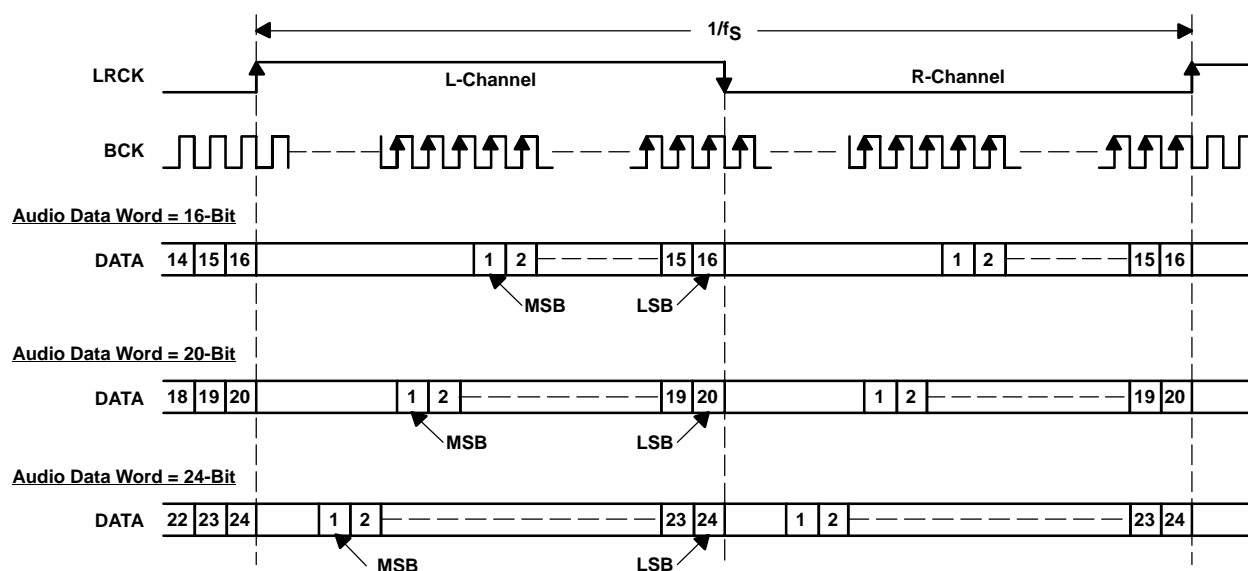 1/fS
LRCK L-Channel R-Channel
BCK
Audio Data Word = 16-Bit
DATA 14 15 16 1 2 15 16 1 2 15 16
MSB LSB
Audio Data Word = 20-Bit
DATA 18 19 20 1 2 19 20 1 2 19 20
MSB LSB
Audio Data Word = 24-Bit
DATA 22 23 24 1 2 23 24 1 2 23 24
MSB LSB